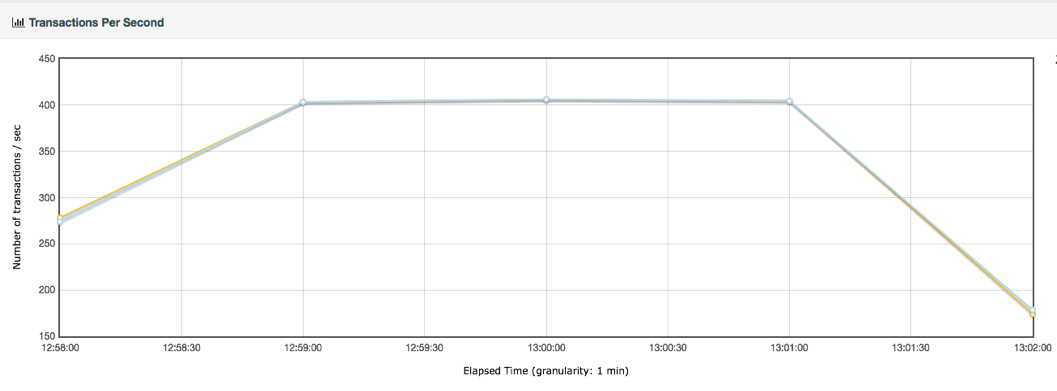 Transactions Per Second
450
400
350
300
250
200
150
Number of transactions / sec
12:58:00 12:58:30 12:59:00 12:59:30 13:00:00 13:00:30 13:01:00 13:01:30 13:02:00
Elapsed Time (granularity: 1 min)